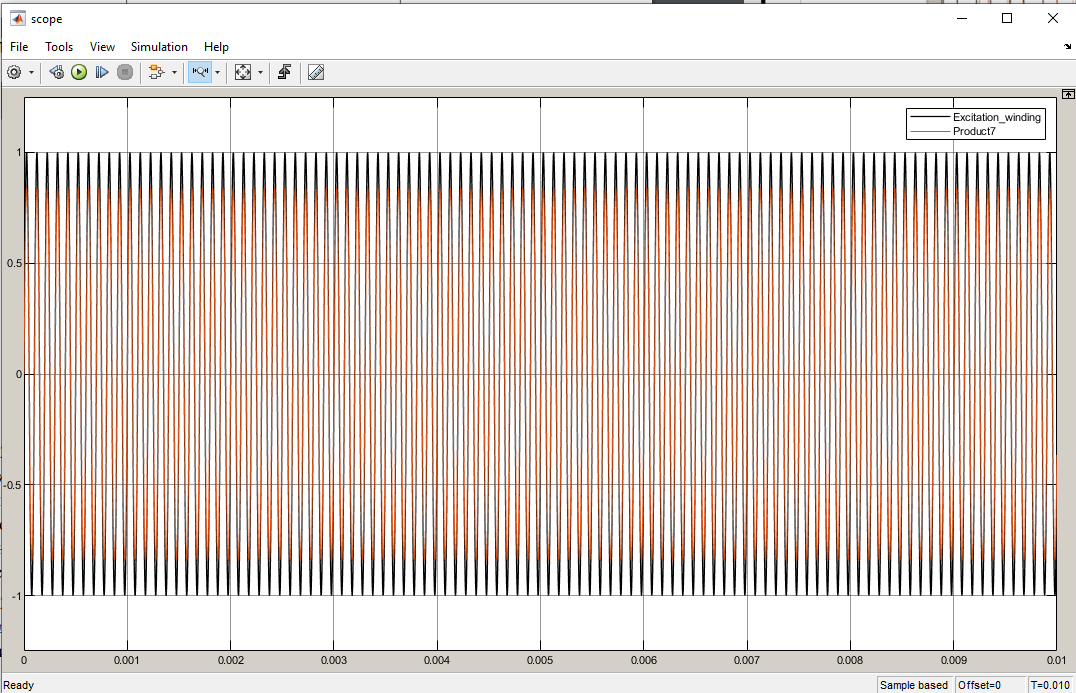 scope
File Tools View Simulation Help
Excitation_winding
Product7
1
0.5
0
-0.5
-1
0 0.001 0.002 0.003 0.004 0.005 0.006 0.007 0.008 0.009 0.01
Ready Sample based Offset=0 T=0.010